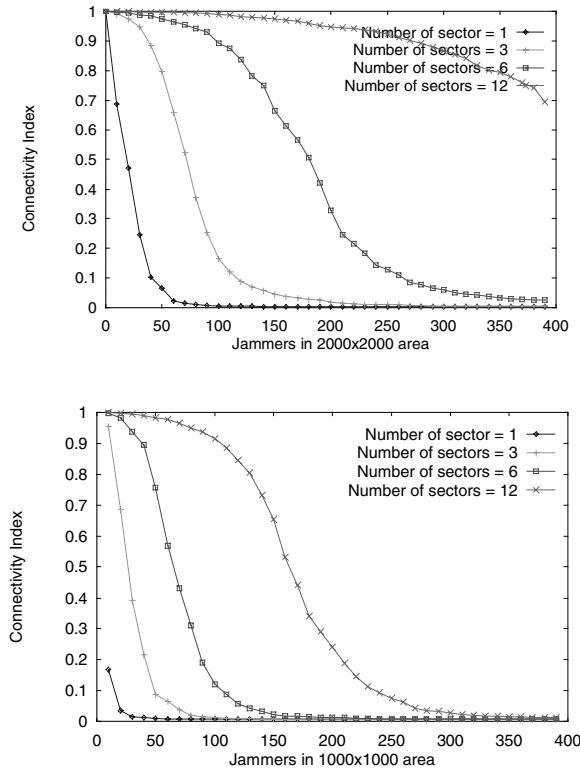 1
0.9
0.8
0.7
0.6
0.5
0.4
0.3
0.2
0.1
0
Connectivity Index
Number of sector = 1
Number of sectors = 3
Number of sectors = 6
Number of sectors = 12
0 50 100 150 200 250 300 350 400
Jammers in 2000x2000 area
1
0.9
0.8
0.7
0.6
0.5
0.4
0.3
0.2
0.1
0
Connectivity Index
Number of sector = 1
Number of sectors = 3
Number of sectors = 6
Number of sectors = 12
0 50 100 150 200 250 300 350 400
Jammers in 1000x1000 area